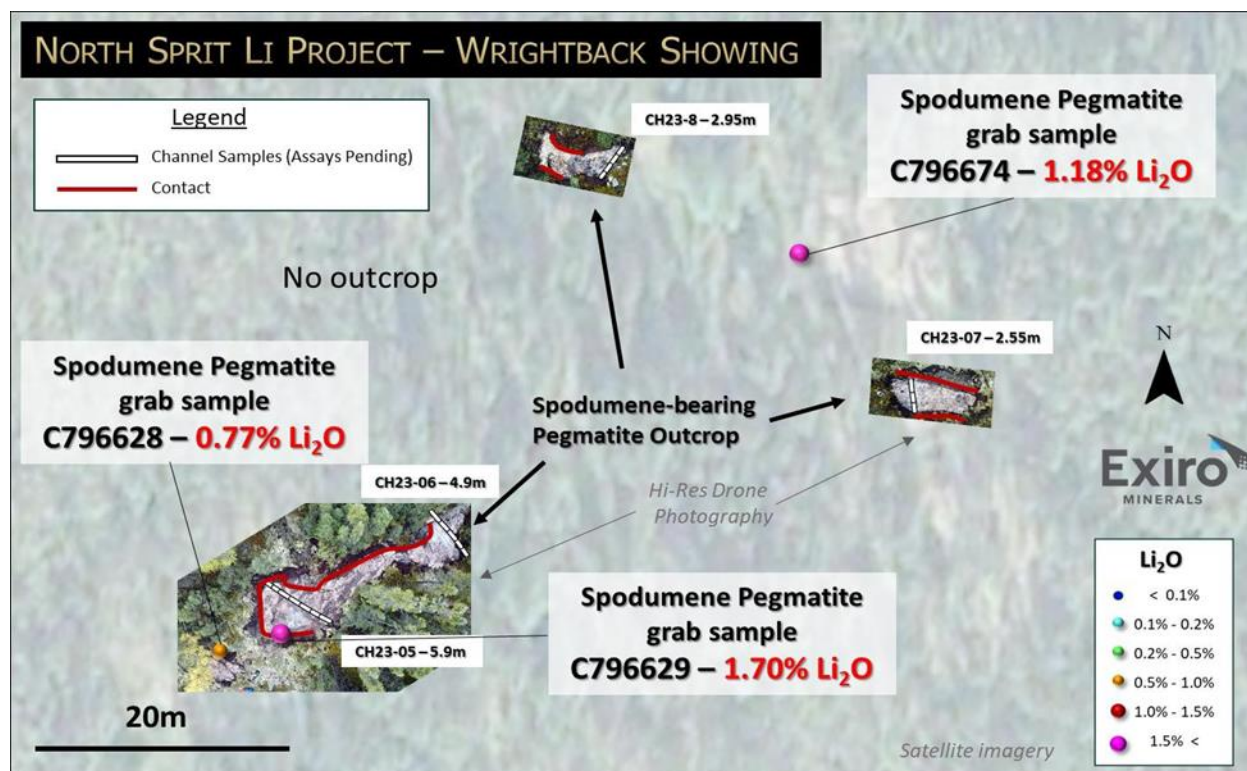 NORTH SPRIT LI PROJECT – WRIGHTBACK SHOWING
Legend
Channel Samples (Assays Pending)
Contact
CH23-8 – 2.95m
Spodumene Pegmatite
grab sample
C796674 – 1.18% Li₂O
No outcrop
CH23-07 – 2.55m
N
Spodumene Pegmatite
grab sample
C796628 – 0.77% Li₂O
Spodumene-bearing
Pegmatite Outcrop
Exiro
MINERALS
CH23-06 – 4.9m
Hi-Res Drone
Photography
Spodumene Pegmatite
grab sample
C796629 – 1.70% Li₂O
CH23-05 – 5.9m
20m
Li₂O
< 0.1%
0.1% - 0.2%
0.2% - 0.5%
0.5% - 1.0%
1.0% - 1.5%
1.5% <
Satellite imagery